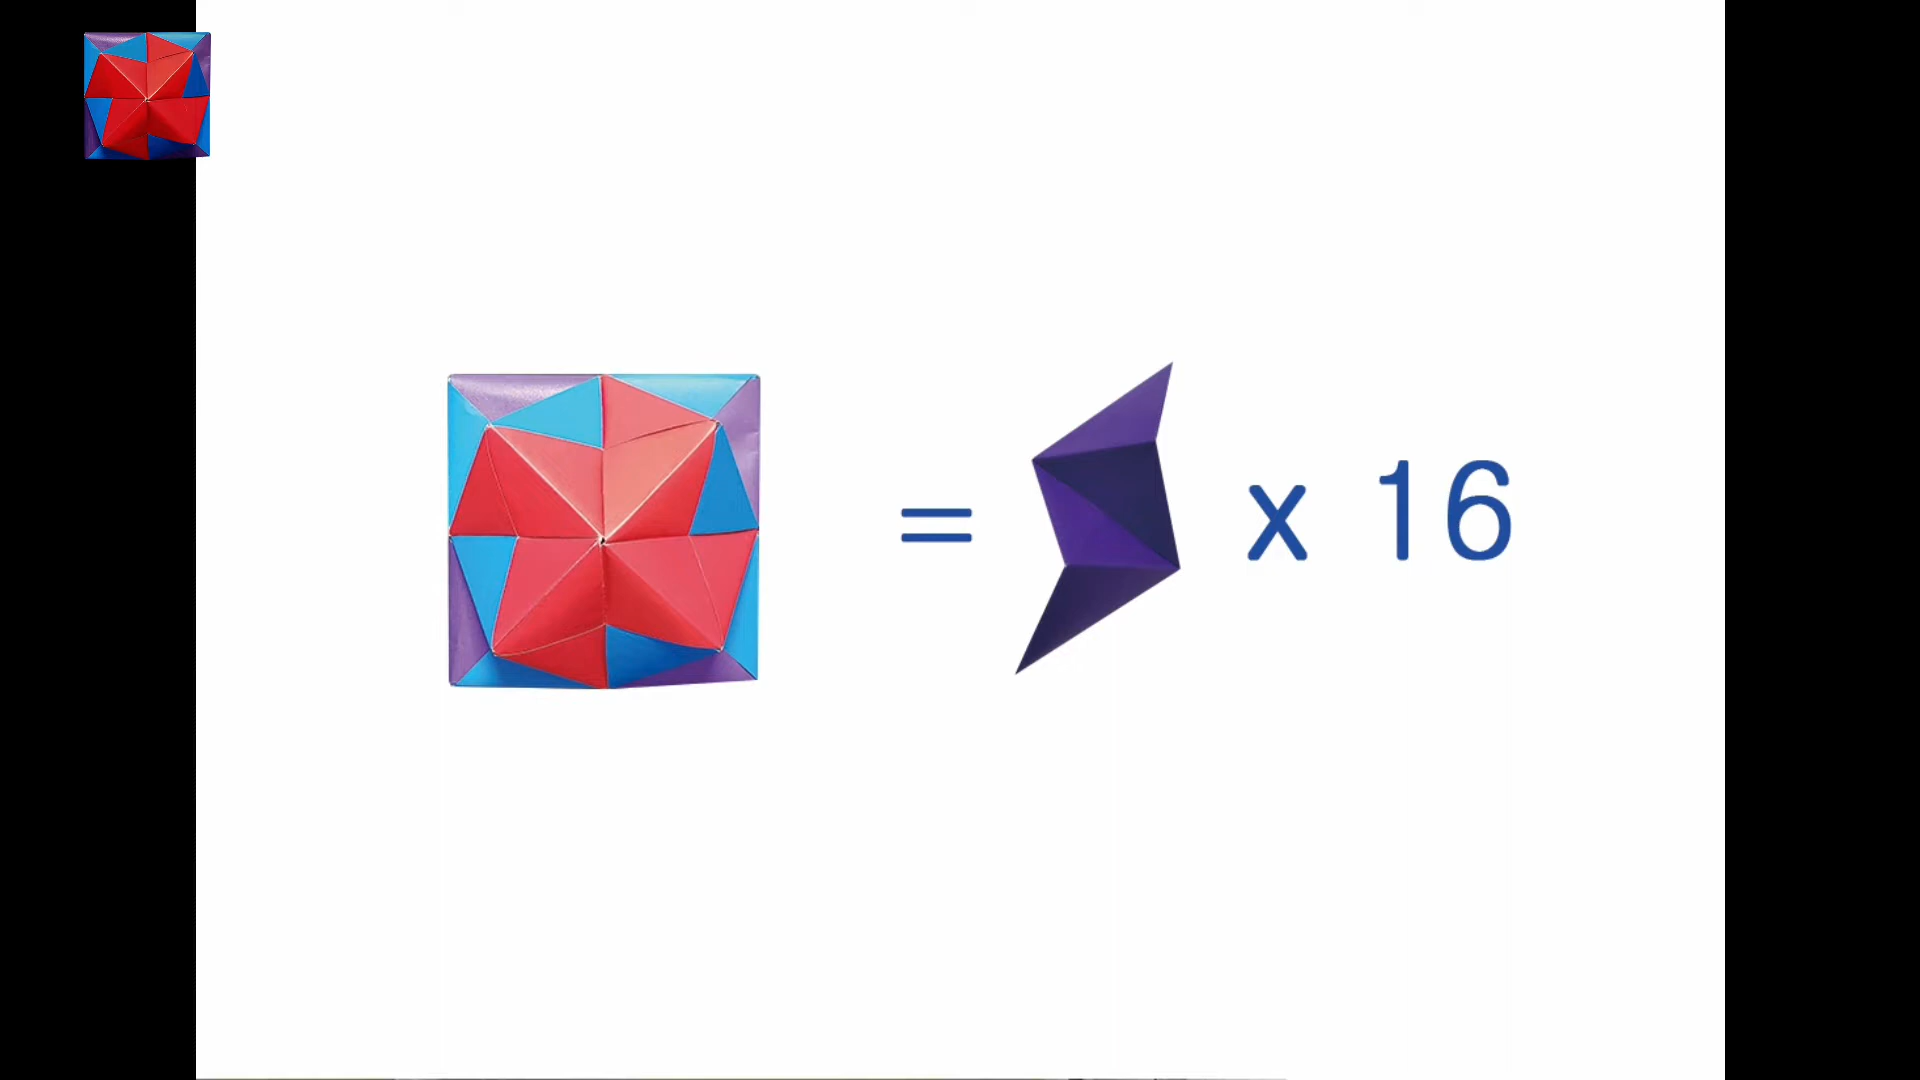 = x 16